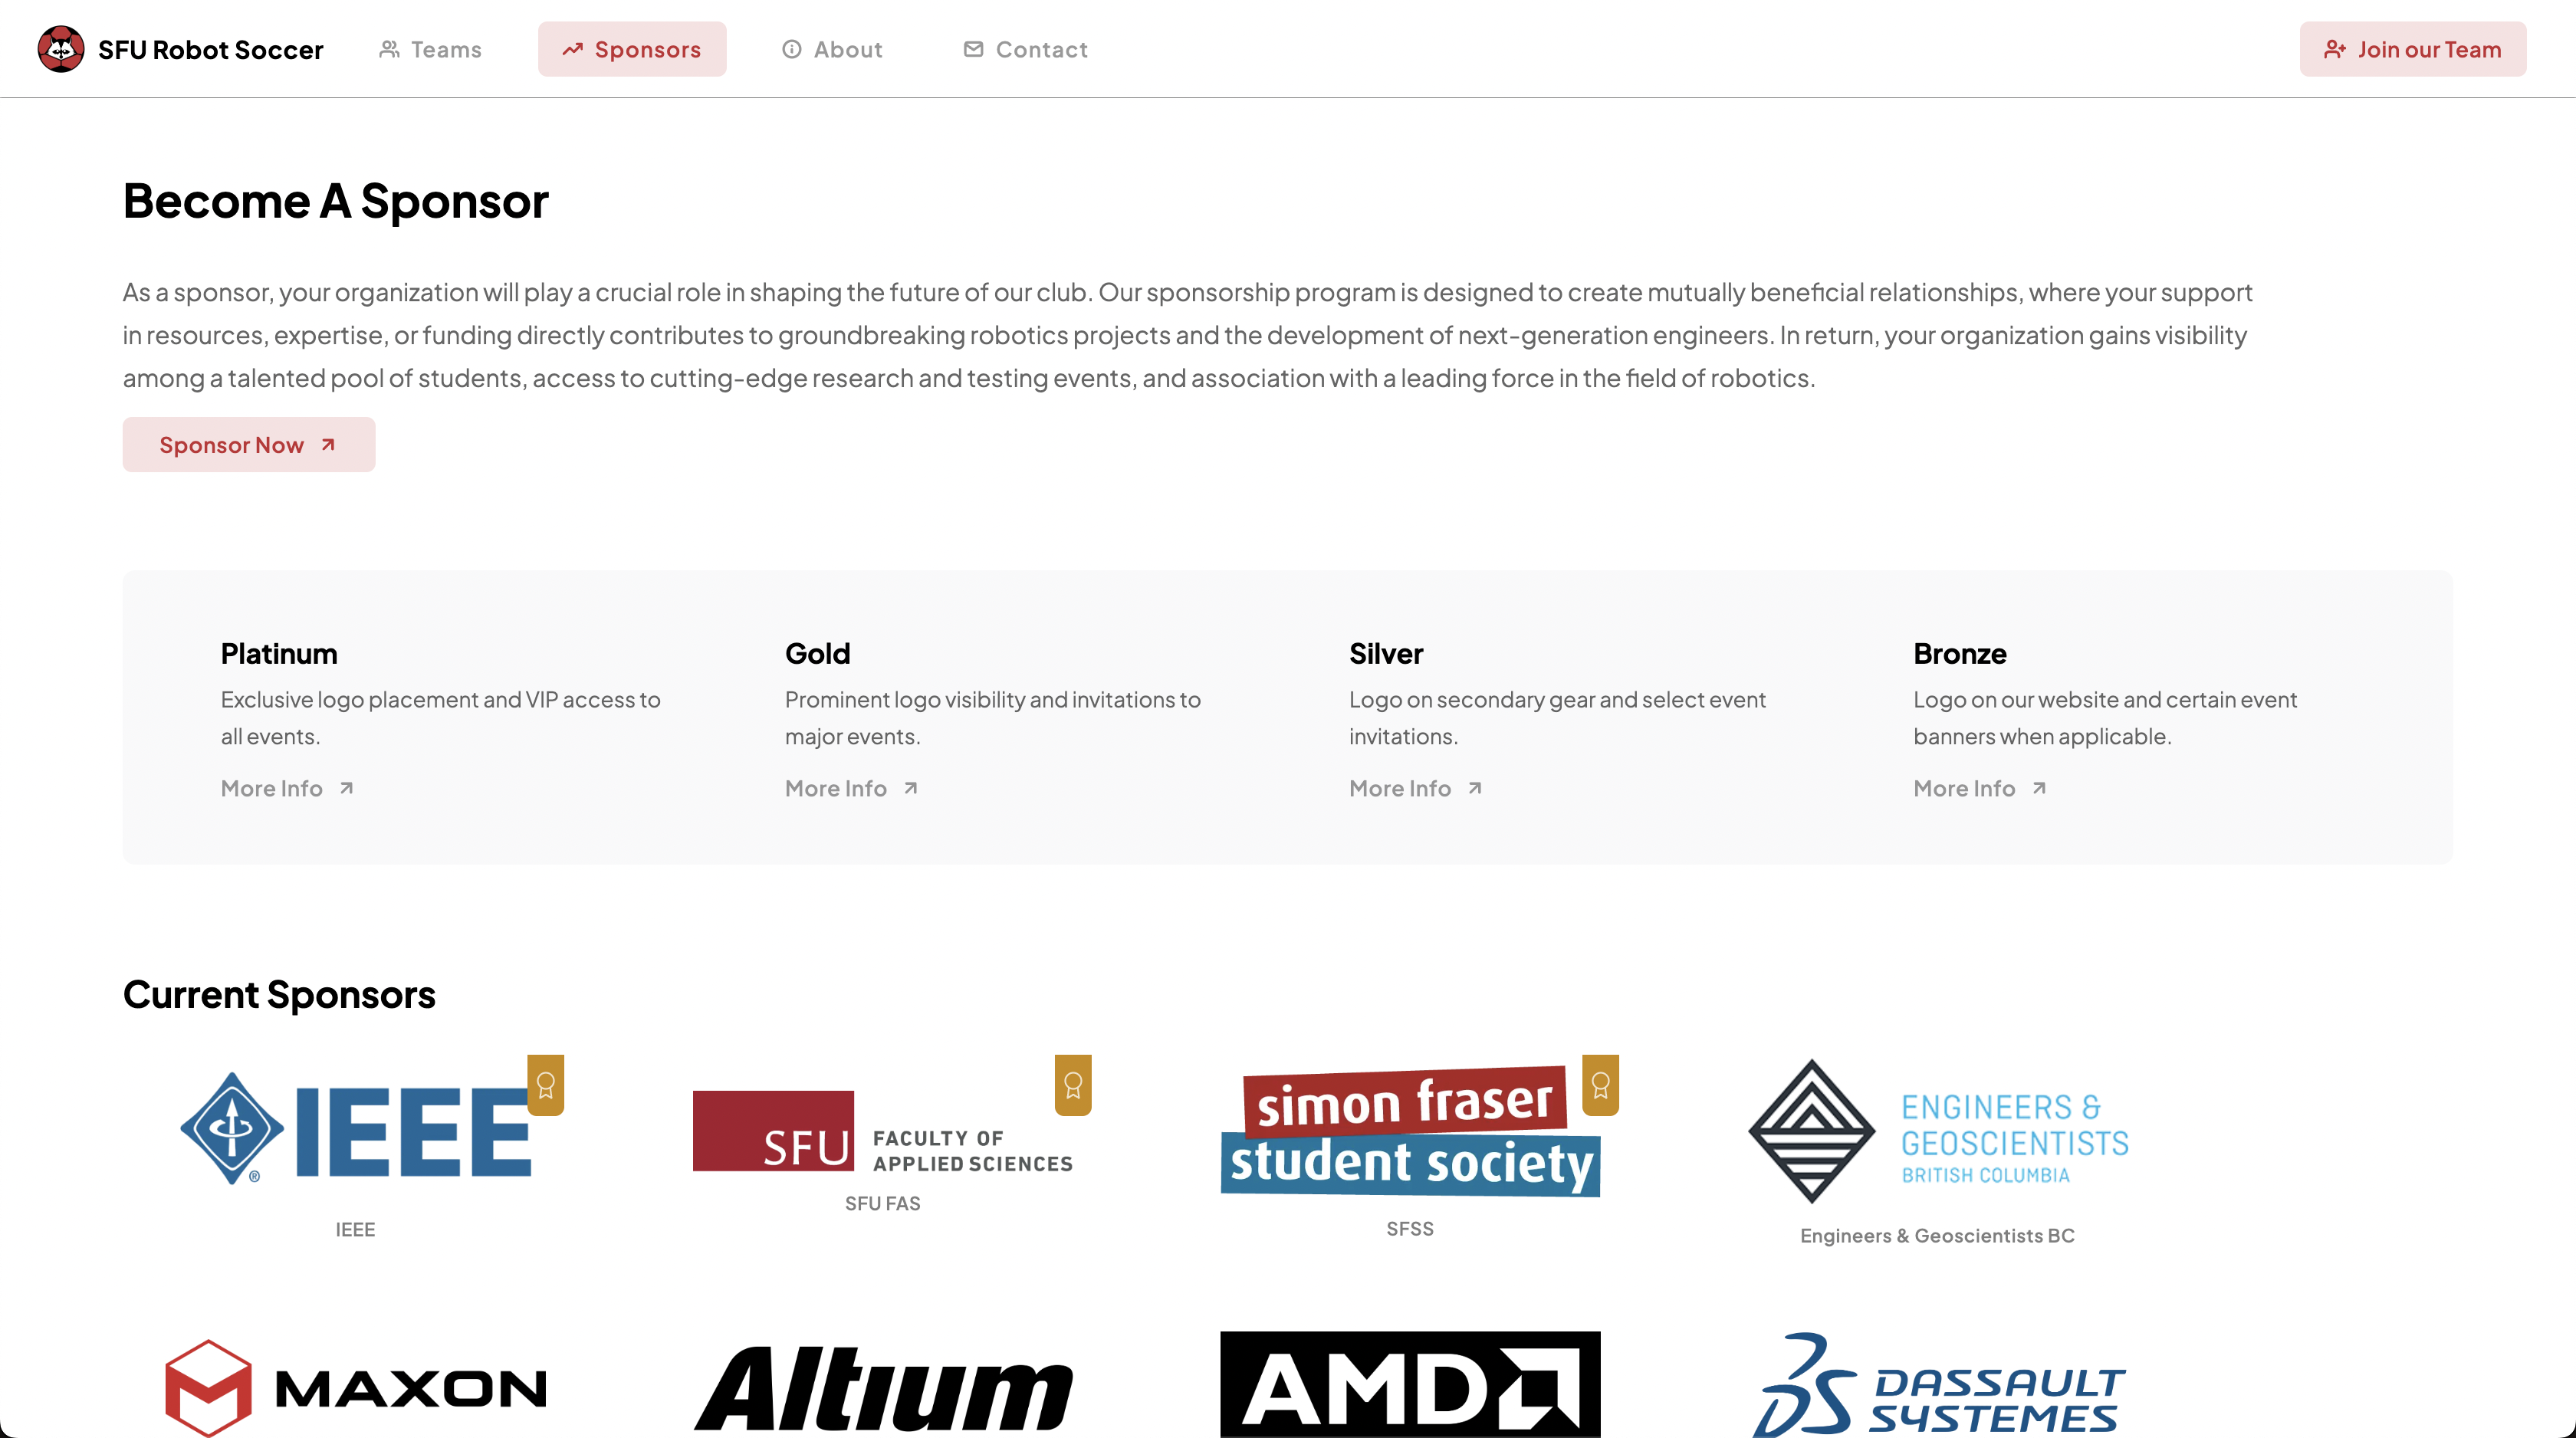 SFU Robot Soccer
Teams
Sponsors
About
Contact
Join our Team
Become A Sponsor
As a sponsor, your organization will play a crucial role in shaping the future of our club. Our sponsorship program is designed to create mutually beneficial relationships, where your support
in resources, expertise, or funding directly contributes to groundbreaking robotics projects and the development of next-generation engineers. In return, your organization gains visibility
among a talented pool of students, access to cutting-edge research and testing events, and association with a leading force in the field of robotics.
Sponsor Now
Platinum
Exclusive logo placement and VIP access to
all events.
More Info
Gold
Prominent logo visibility and invitations to
major events.
More Info
Silver
Logo on secondary gear and select event
invitations.
More Info
Bronze
Logo on our website and certain event
banners when applicable.
More Info
Current Sponsors
IEEE
®
IEEE
SFU
FACULTY OF
APPLIED SCIENCES
SFU FAS
simon fraser
student society
SFSS
ENGINEERS &
GEOSCIENTISTS
BRITISH COLUMBIA
Engineers & Geoscientists BC
MAXON
Altium
AMD
DASSAULT
SYSTEMES